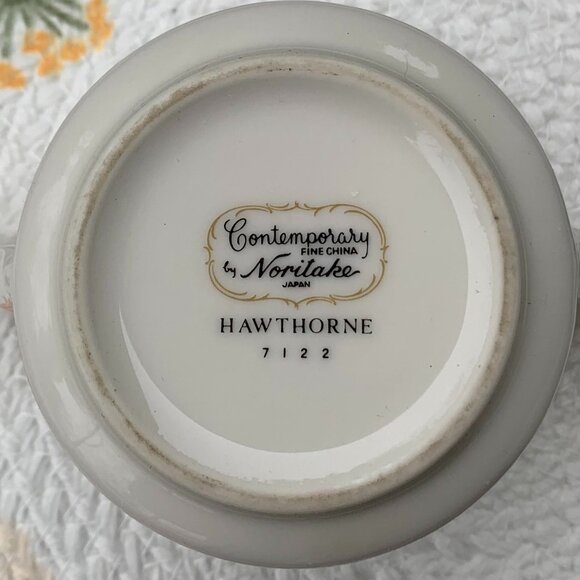 Contemporary
FINE CHINA
by Noritake
JAPAN
HAWTHORNE
7122